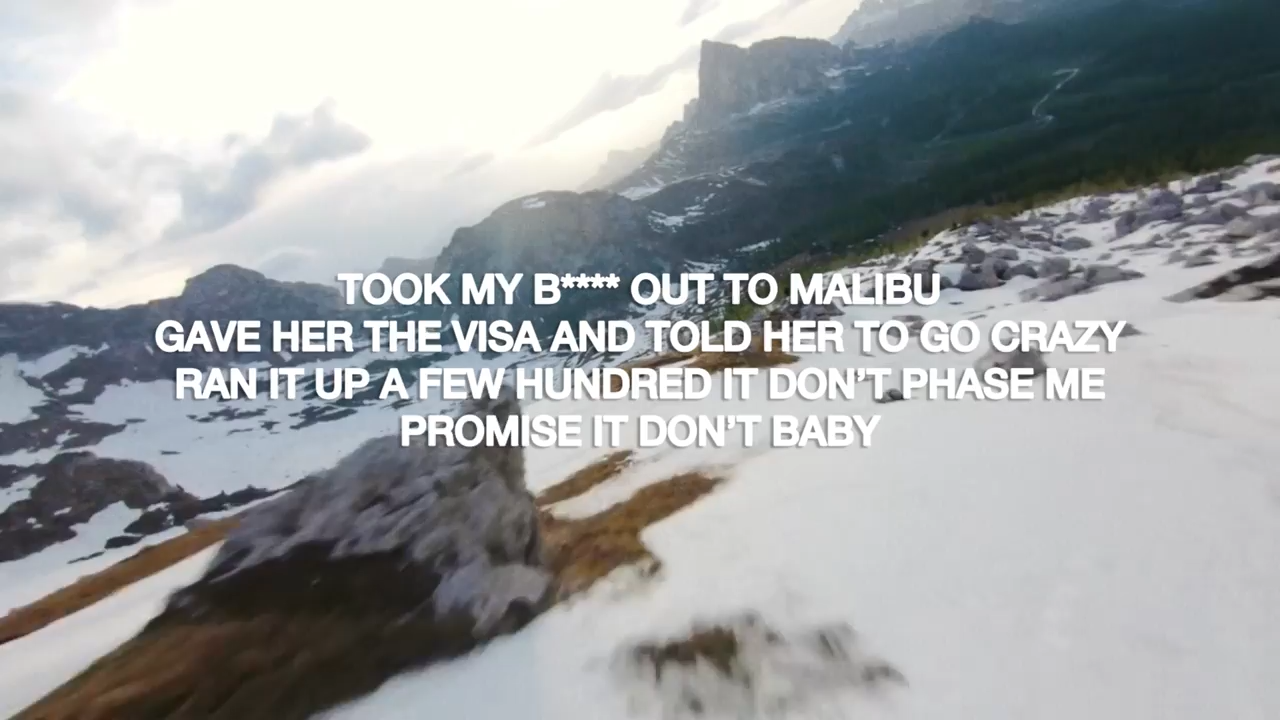 TOOK MY B**** OUT TO MALIBU
GAVE HER THE VISA AND TOLD HER TO GO CRAZY
RAN IT UP A FEW HUNDRED IT DON'T PHASE ME
PROMISE IT DON'T BABY